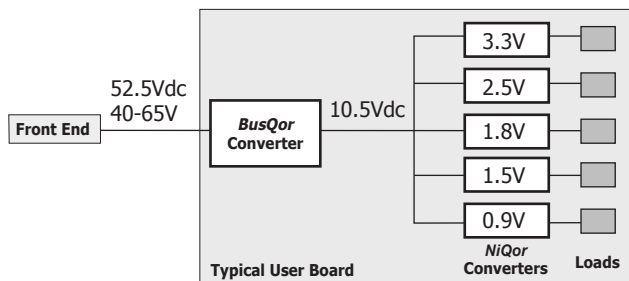 52.5Vdc
40-65V
Front End
BusQor
Converter
10.5Vdc
3.3V
2.5V
1.8V
1.5V
0.9V
NiQor
Converters
Loads
Typical User Board